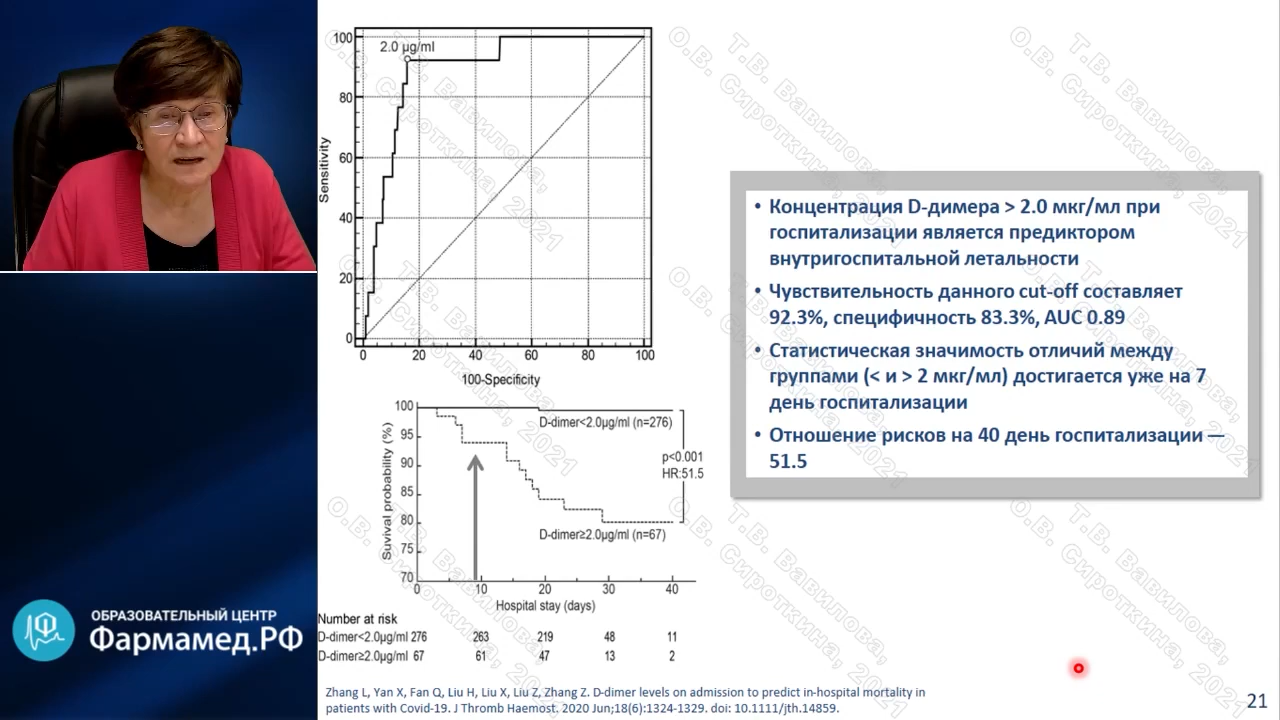 100
2.0 µg/ml
80
60
40
20
0
Sensitivity
0 20 40 60 80 100
100-Specificity
100
95
90
85
80
75
70
Suvival probability (%)
D-dimer<2.0µg/ml (n=276)
p<0.001
HR:51.5
D-dimer≥2.0µg/ml (n=67)
0 10 20 30 40
Hospital stay (days)
Number at risk
D-dimer<2.0µg/ml 276 263 219 48 11
D-dimer≥2.0µg/ml 67 61 47 13 2
• Концентрация D-димера > 2.0 мкг/мл при
госпитализации является предиктором
внутригоспитальной летальности
• Чувствительность данного cut-off составляет
92.3%, специфичность 83.3%, AUC 0.89
• Статистическая значимость отличий между
группами (< и > 2 мкг/мл) достигается уже на 7
день госпитализации
• Отношение рисков на 40 день госпитализации —
51.5
Zhang L, Yan X, Fan Q, Liu H, Liu X, Liu Z, Zhang Z. D-dimer levels on admission to predict in-hospital mortality in
patients with Covid-19. J Thromb Haemost. 2020 Jun;18(6):1324-1329. doi: 10.1111/jth.14859.
21
ОБРАЗОВАТЕЛЬНЫЙ ЦЕНТР
Фармамед.РФ
Т.В. Вавилова,
О.В. Сироткина, 2021